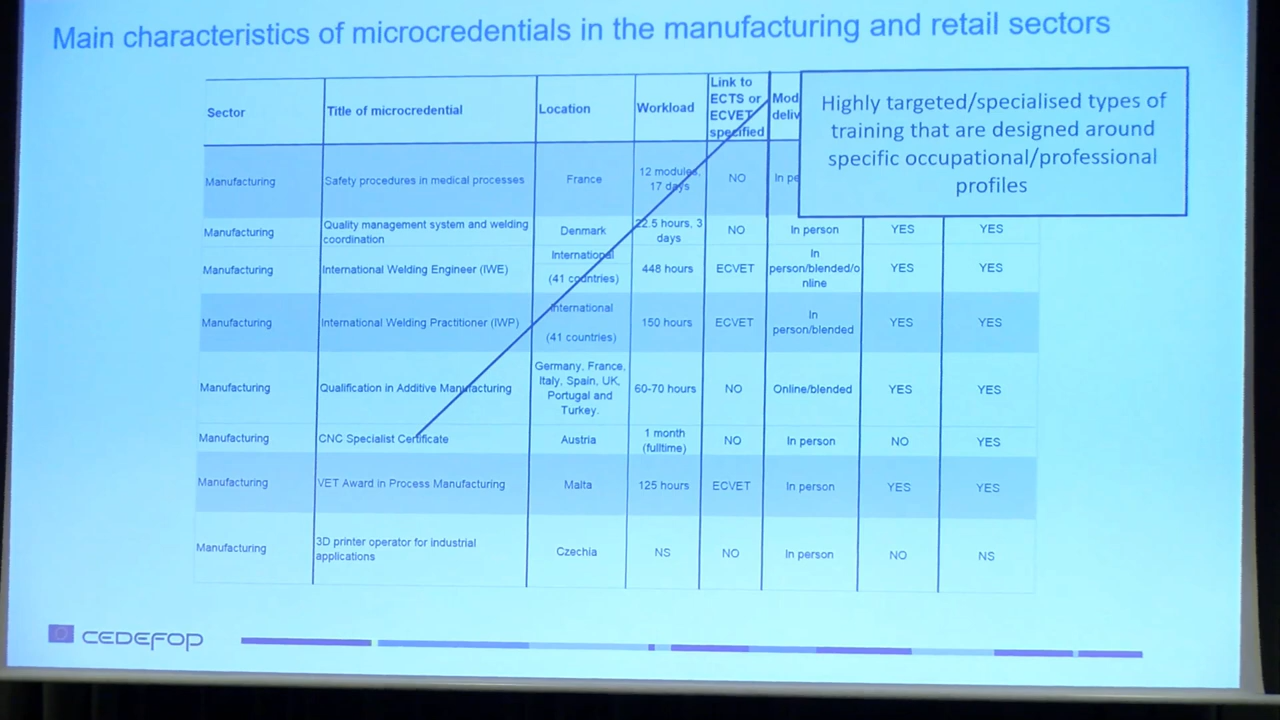 Main characteristics of microcredentials in the manufacturing and retail sectors
Sector
Title of microcredential
Location
Workload
Link to
ECTS or
ECVET
specified
Mod
deliv
Highly targeted/specialised types of
training that are designed around
specific occupational/professional
profiles
Manufacturing
Safety procedures in medical processes
France
12 modules,
17 days
NO
In pe
Manufacturing
Quality management system and welding
coordination
Denmark
22.5 hours, 3
days
NO
In person
YES
YES
Manufacturing
International Welding Engineer (IWE)
International
(41 countries)
448 hours
ECVET
In
person/blended/o
nline
YES
YES
Manufacturing
International Welding Practitioner (IWP)
International
(41 countries)
150 hours
ECVET
In
person/blended
YES
YES
Manufacturing
Qualification in Additive Manufacturing
Germany, France,
Italy, Spain, UK,
Portugal and
Turkey.
60-70 hours
NO
Online/blended
YES
YES
Manufacturing
CNC Specialist Certificate
Austria
1 month
(fulltime)
NO
In person
NO
YES
Manufacturing
VET Award in Process Manufacturing
Malta
125 hours
ECVET
In person
YES
YES
Manufacturing
3D printer operator for industrial
applications
Czechia
NS
NO
In person
NO
NS
CEDEFOP